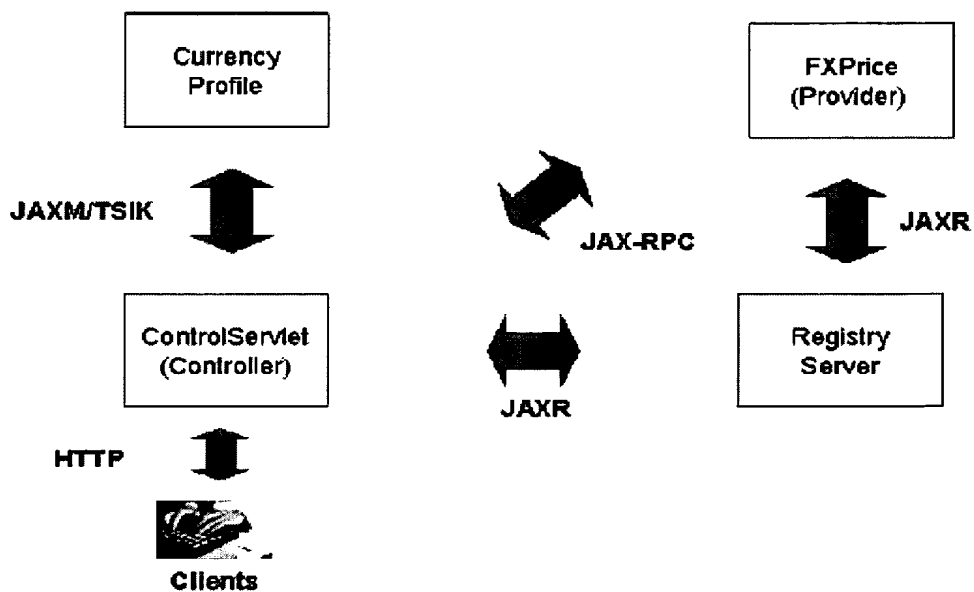 Currency
Profile
FXPrice
(Provider)
JAXM/TSIK
JAX-RPC
JAXR
ControlServlet
(Controller)
JAXR
Registry
Server
HTTP
Clients